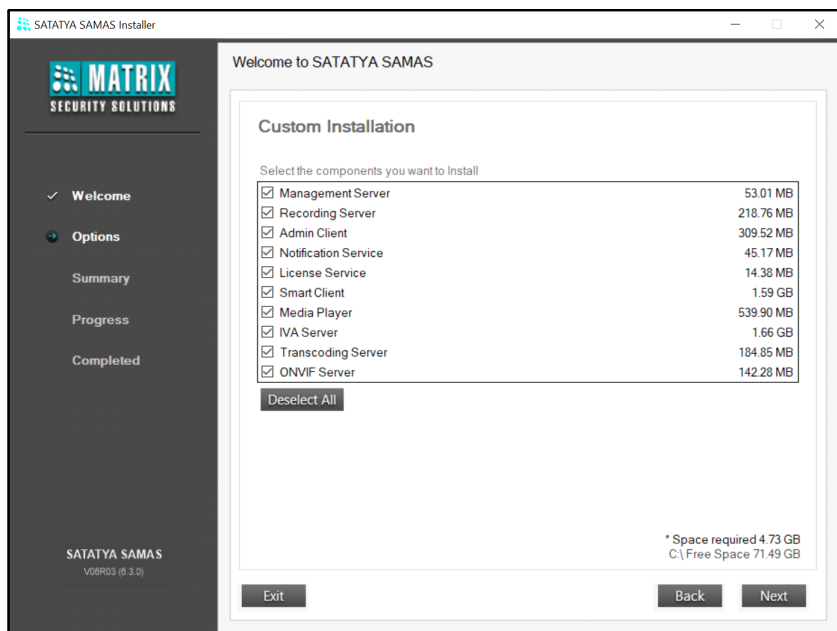 SATATYA SAMAS Installer
MATRIX
SECURITY SOLUTIONS
Welcome
Options
Summary
Progress
Completed
SATATYA SAMAS
V06R03 (6.3.0)
Welcome to SATATYA SAMAS
Custom Installation
Select the components you want to Install
Management Server 53.01 MB
Recording Server 218.76 MB
Admin Client 309.52 MB
Notification Service 45.17 MB
License Service 14.38 MB
Smart Client 1.59 GB
Media Player 539.90 MB
IVA Server 1.66 GB
Transcoding Server 184.85 MB
ONVIF Server 142.28 MB
Deselect All
* Space required 4.73 GB
C:\ Free Space 71.49 GB
Exit Back Next